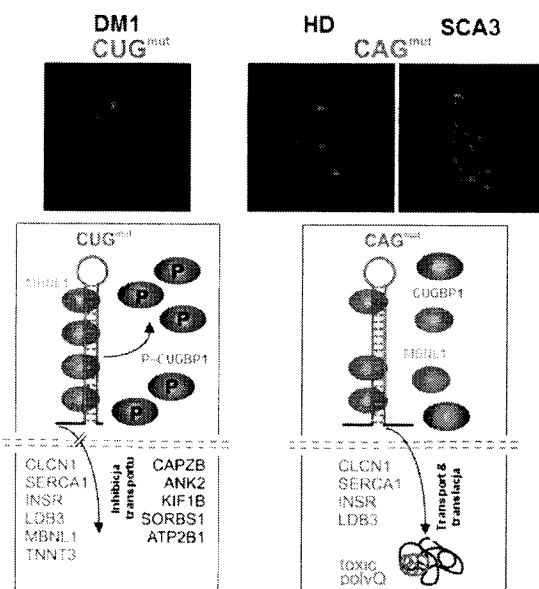 DM1
CUG^mut
HD
SCA3
CAG^mut
CUG^mut
MBNL1
P
P
P
P-CUGBP1
P
P
CLCN1
SERCA1
INSR
LDB3
MBNL1
TNNT3
Inhibicja
transportu
CAPZB
ANK2
KIF1B
SORBS1
ATP2B1
CAG^mut
CUGBP1
MBNL1
CLCN1
SERCA1
INSR
LDB3
Transport &
translacja
toxic
polyQ